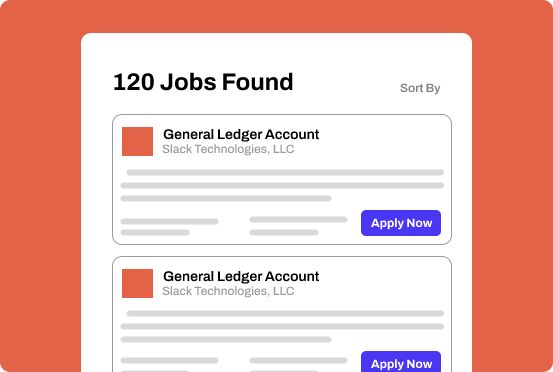 120 Jobs Found
Sort By
General Ledger Account
Slack Technologies, LLC
Apply Now
General Ledger Account
Slack Technologies, LLC
Apply Now